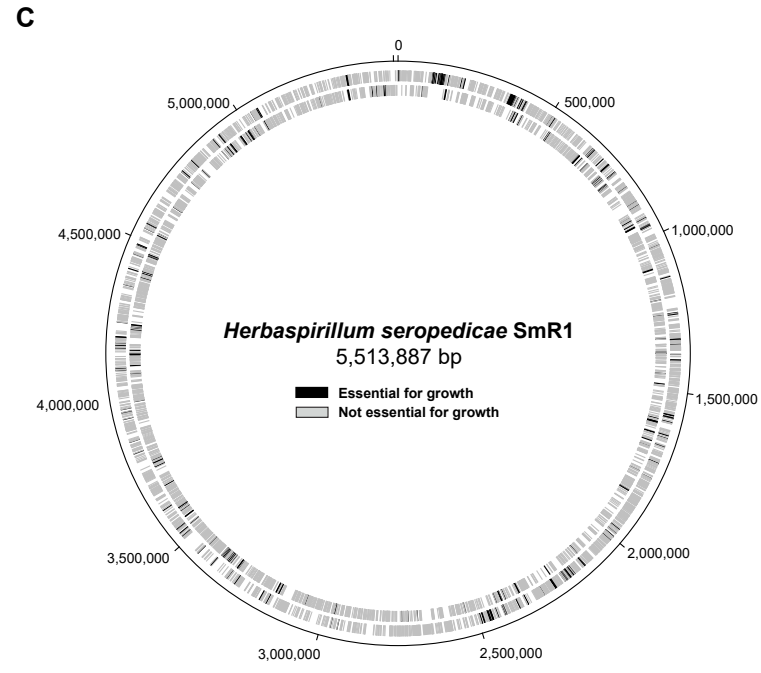 C
0
500,000
5,000,000
1,000,000
4,500,000
Herbaspirillum seropedicae SmR1
5,513,887 bp
Essential for growth
Not essential for growth
1,500,000
4,000,000
2,000,000
3,500,000
2,500,000
3,000,000